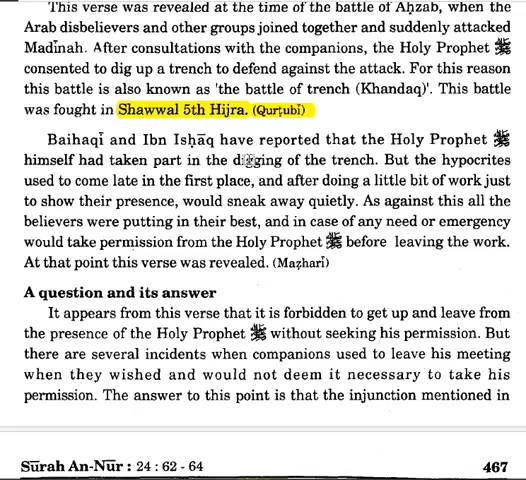 This verse was revealed at the time of the battle of Aḥzab, when the
Arab disbelievers and other groups joined together and suddenly attacked
Madīnah. After consultations with the companions, the Holy Prophet ﷺ
consented to dig up a trench to defend against the attack. For this reason
this battle is also known as 'the battle of trench (Khandaq)'. This battle
was fought in Shawwal 5th Hijra. (Qurṭubī)
Baihaqī and Ibn Isḥāq have reported that the Holy Prophet ﷺ
himself had taken part in the digging of the trench. But the hypocrites
used to come late in the first place, and after doing a little bit of work just
to show their presence, would sneak away quietly. As against this all the
believers were putting in their best, and in case of any need or emergency
would take permission from the Holy Prophet ﷺ before leaving the work.
At that point this verse was revealed. (Maẓharī)
A question and its answer
It appears from this verse that it is forbidden to get up and leave from
the presence of the Holy Prophet ﷺ without seeking his permission. But
there are several incidents when companions used to leave his meeting
when they wished and would not deem it necessary to take his
permission. The answer to this point is that the injunction mentioned in
Sūrah An-Nūr : 24 : 62 - 64 467